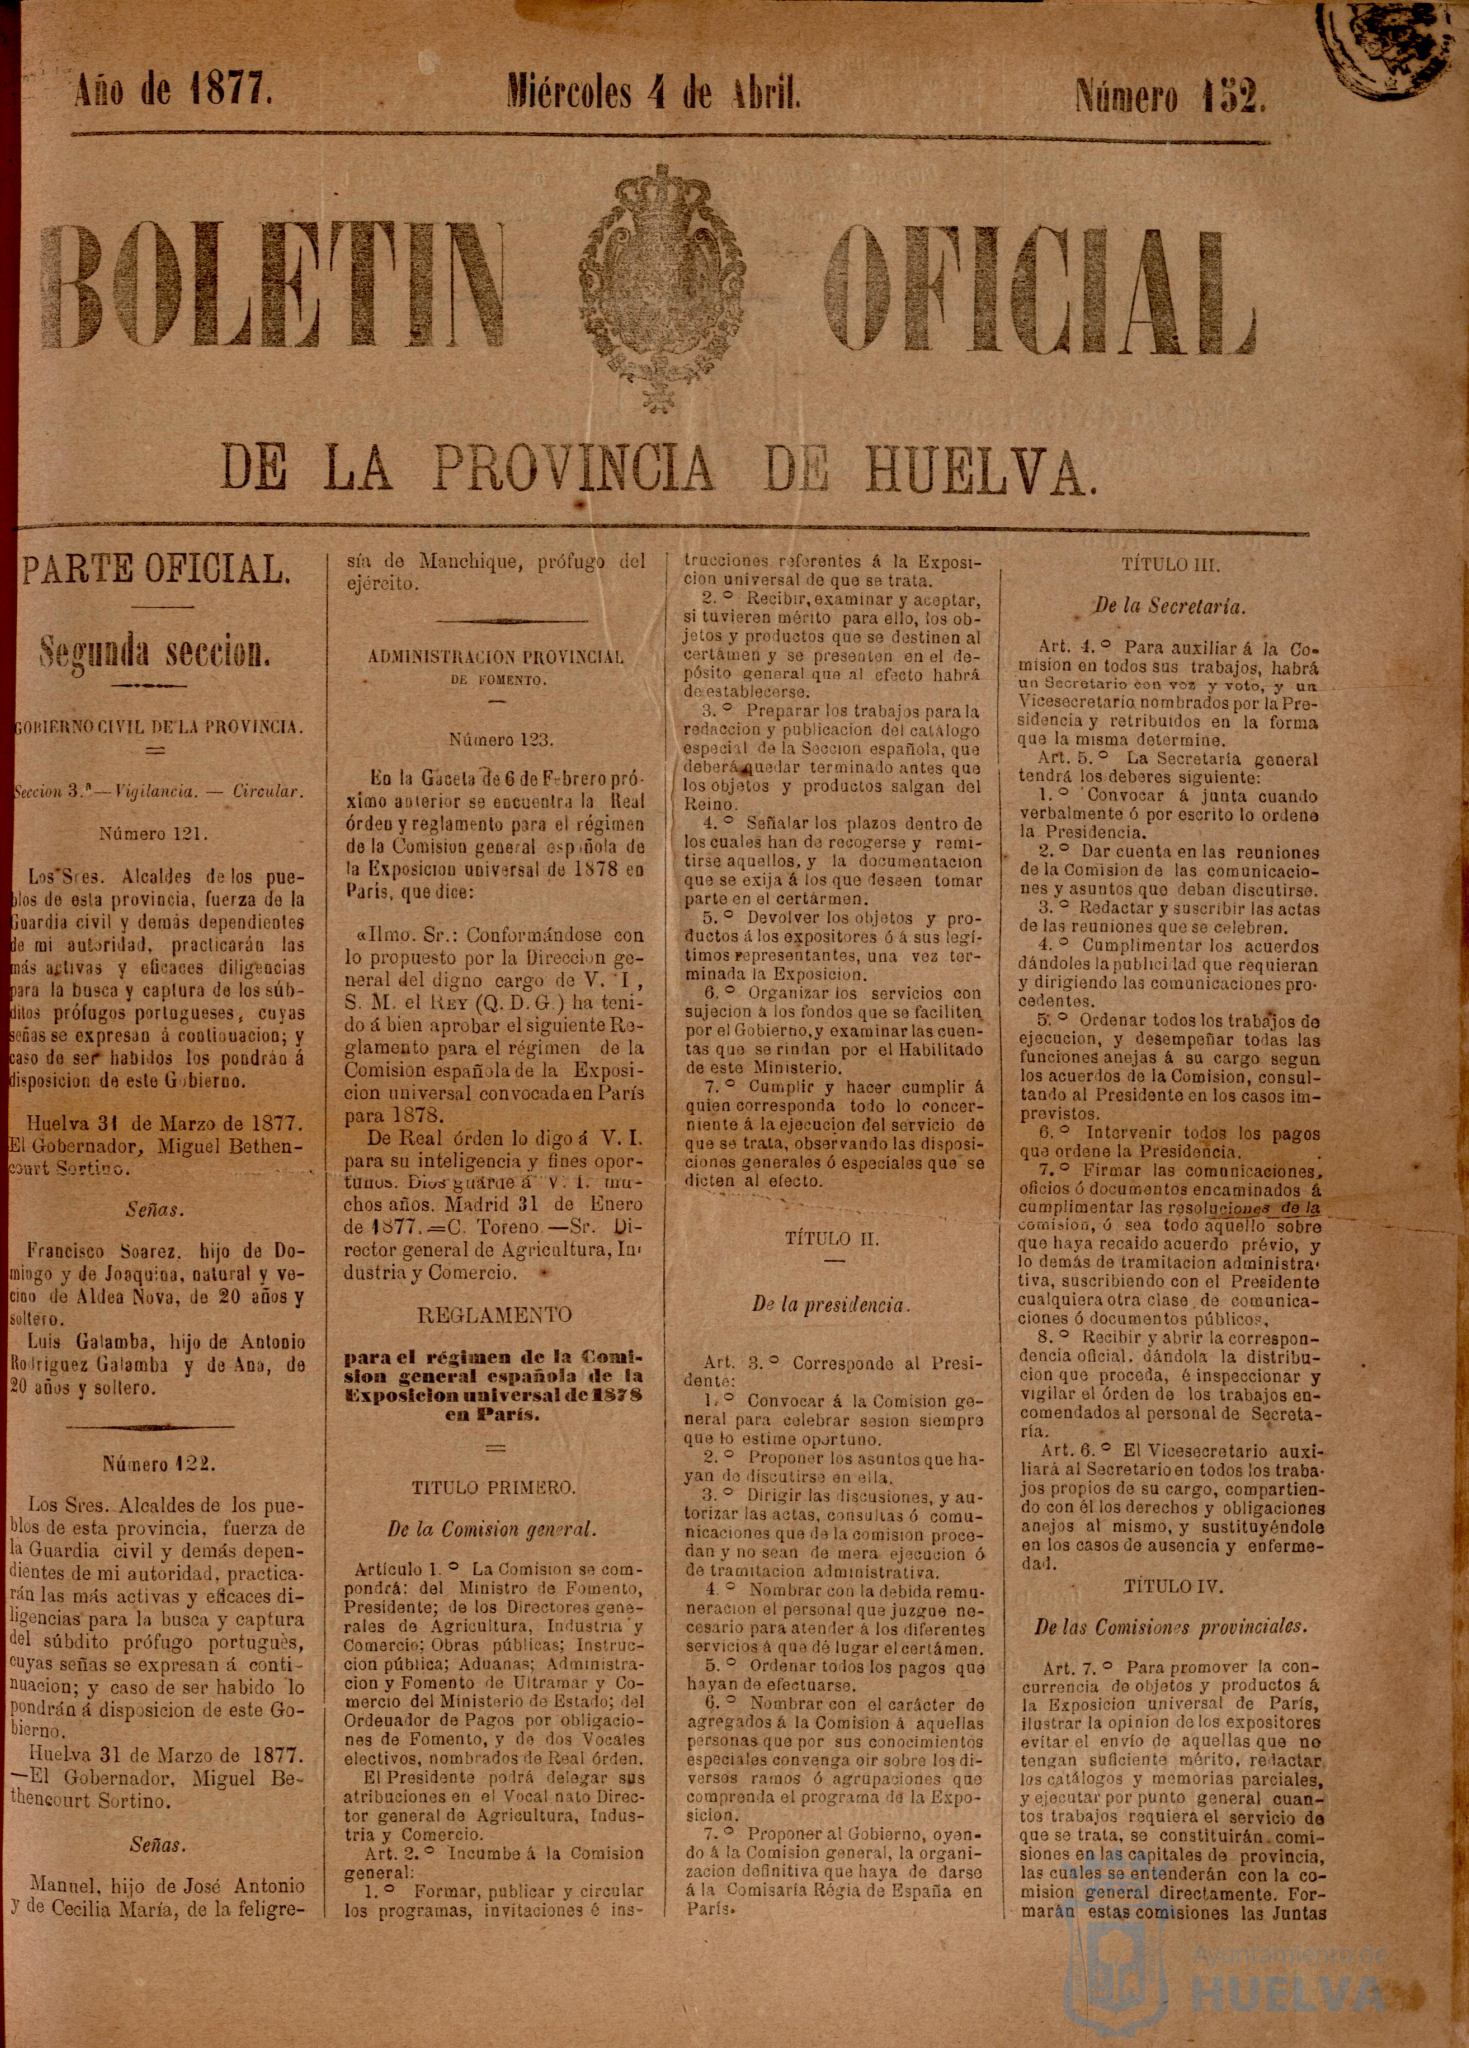 Año de 1877.
Miércoles 4 de Abril.
Número 152.
BOLETIN OFICIAL
DE LA PROVINCIA DE HUELVA.
PARTE OFICIAL.
Segunda seccion.
GOBIERNO CIVIL DE LA PROVINCIA.
Seccion 3.ª — Vigilancia. — Circular.
Número 121.
Los Sres. Alcaldes de los pue-
blos de esta provincia, fuerza de la
Guardia civil y demás dependientes
de mi autoridad, practicarán las
más activas y eficaces diligencias
para la busca y captura de los súb-
ditos prófugos portugueses, cuyas
señas se expresan á continuacion; y
caso de ser habidos los pondrán á
disposicion de este Gobierno.
Huelva 31 de Marzo de 1877.
El Gobernador, Miguel Bethen-
court Sortino.
Señas.
Francisco Soarez, hijo de Do-
mingo y de Joaquina, natural y ve-
cino de Aldea Nova, de 20 años y
soltero.
Luis Galamba, hijo de Antonio
Rodriguez Galamba y de Ana, de
20 años y soltero.
Número 122.
Los Sres. Alcaldes de los pue-
blos de esta provincia, fuerza de
la Guardia civil y demás depen-
dientes de mi autoridad, practica-
rán las más activas y eficaces di-
ligencias para la busca y captura
del súbdito prófugo portugués,
cuyas señas se expresan á conti-
nuacion; y caso de ser habido lo
pondrán á disposicion de este Go-
bierno.
Huelva 31 de Marzo de 1877.
—El Gobernador, Miguel Be-
thencourt Sortino.
Señas.
Manuel, hijo de José Antonio
y de Cecilia María, de la feligre-
sía de Manchique, prófugo del
ejército.
ADMINISTRACION PROVINCIAL
DE FOMENTO.
Número 123.
En la Gaceta de 6 de Febrero pró-
ximo anterior se encuentra la Real
órden y reglamento para el régimen
de la Comision general española de
la Exposicion universal de 1878 en
París, que dice:
«Ilmo. Sr.: Conformándose con
lo propuesto por la Direccion ge-
neral del digno cargo de V. I,
S. M. el REY (Q. D. G.) ha teni-
do á bien aprobar el siguiente Re-
glamento para el régimen de la
Comision española de la Exposi-
cion universal convocada en París
para 1878.
De Real órden lo digo á V. I.
para su inteligencia y fines opor-
tunos. Dios guarde á V. I. mu-
chos años. Madrid 31 de Enero
de 1877.=C. Toreno.—Sr. Di-
rector general de Agricultura, In-
dustria y Comercio.
REGLAMENTO
para el régimen de la Comi-
sion general española de la
Exposicion universal de 1878
en París.
TITULO PRIMERO.
De la Comision general.
Artículo 1.º La Comision se com-
pondrá: del Ministro de Fomento,
Presidente; de los Directores gene-
rales de Agricultura, Industria y
Comercio; Obras públicas; Instruc-
cion pública; Aduanas; Administra-
cion y Fomento de Ultramar y Co-
mercio del Ministerio de Estado; del
Ordenador de Pagos por obligacio-
nes de Fomento, y de dos Vocales
electivos, nombrados de Real órden.
El Presidente podrá delegar sus
atribuciones en el Vocal nato Direc-
tor general de Agricultura, Indus-
tria y Comercio.
Art. 2.º Incumbe á la Comision
general:
1.º Formar, publicar y circular
los programas, invitaciones é ins-
trucciones referentes á la Exposi-
cion universal de que se trata.
2.º Recibir, examinar y aceptar,
si tuvieren mérito para ello, los ob-
jetos y productos que se destinen al
certámen y se presenten en el de-
pósito general que al efecto habrá
de establecerse.
3.º Preparar los trabajos para la
redaccion y publicacion del catálogo
especial de la Seccion española, que
deberá quedar terminado antes que
los objetos y productos salgan del
Reino.
4.º Señalar los plazos dentro de
los cuales han de recogerse y remi-
tirse aquellos, y la documentacion
que se exija á los que deseen tomar
parte en el certármen.
5.º Devolver los objetos y pro-
ductos á los expositores ó á sus legí-
timos representantes, una vez ter-
minada la Exposicion.
6.º Organizar los servicios con
sujecion á los fondos que se faciliten
por el Gobierno, y examinar las cuen-
tas que se rindan por el Habilitado
de este Ministerio.
7.º Cumplir y hacer cumplir á
quien corresponda todo lo concer-
niente á la ejecucion del servicio de
que se trata, observando las disposi-
ciones generales ó especiales que se
dicten al efecto.
TÍTULO II.
De la presidencia.
Art. 3.º Corresponde al Presi-
dente:
1.º Convocar á la Comision ge-
neral para celebrar sesion siempre
que lo estime oportuno.
2.º Proponer los asuntos que ha-
yan de discutirse en ella.
3.º Dirigir las discusiones, y au-
torizar las actas, consultas ó comu-
nicaciones que de la comision proce-
dan y no sean de mera ejecucion ó
de tramitacion administrativa.
4.º Nombrar con la debida remu-
neracion el personal que juzgue ne-
cesario para atender á los diferentes
servicios á que dé lugar el certámen.
5.º Ordenar todos los pagos que
hayan de efectuarse.
6.º Nombrar con el carácter de
agregados á la Comision á aquellas
personas que por sus conocimientos
especiales convenga oir sobre los di-
versos ramos ó agrupaciones que
comprenda el programa de la Expo-
sicion.
7.º Proponer al Gobierno, oyen-
do á la Comision general, la organi-
zacion definitiva que haya de darse
á la Comisaría Régia de España en
París.
TÍTULO III.
De la Secretaría.
Art. 4.º Para auxiliar á la Co-
mision en todos sus trabajos, habrá
un Secretario con voz y voto, y un
Vicesecretario nombrados por la Pre-
sidencia y retribuidos en la forma
que la misma determine.
Art. 5.º La Secretaría general
tendrá los deberes siguiente:
1.º Convocar á junta cuando
verbalmente ó por escrito lo ordene
la Presidencia.
2.º Dar cuenta en las reuniones
de la Comision de las comunicacio-
nes y asuntos que deban discutirse.
3.º Redactar y suscribir las actas
de las reuniones que se celebren.
4.º Cumplimentar los acuerdos
dándoles la publicidad que requieran
y dirigiendo las comunicaciones pro-
cedentes.
5.º Ordenar todos los trabajos de
ejecucion, y desempeñar todas las
funciones anejas á su cargo segun
los acuerdos de la Comision, consul-
tando al Presidente en los casos im-
previstos.
6.º Intervenir todos los pagos
que ordene la Presidencia.
7.º Firmar las comunicaciones,
oficios ó documentos encaminados á
cumplimentar las resoluciones de la
comision, ó sea todo aquello sobre
que haya recaido acuerdo prévio, y
lo demás de tramitacion administra-
tiva, suscribiendo con el Presidente
cualquiera otra clase de comunica-
ciones ó documentos públicos,
8.º Recibir y abrir la correspon-
dencia oficial. dándola la distribu-
cion que proceda, é inspeccionar y
vigilar el órden de los trabajos en-
comendados al personal de Secreta-
ría.
Art. 6.º El Vicesecretario auxi-
liará al Secretario en todos los traba-
jos propios de su cargo, compartien-
do con él los derechos y obligaciones
anejos al mismo, y sustituyéndole
en los casos de ausencia y enferme-
dad.
TÍTULO IV.
De las Comisiones provinciales.
Art. 7.º Para promover la con-
currencia de objetos y productos á
la Exposicion universal de París,
ilustrar la opinion de los expositores
evitar el envío de aquellas que no
tengan suficiente mérito, redactar
los catálogos y memorias parciales,
y ejecutar por punto general cuan-
tos trabajos requiera el servicio de
que se trata, se constituirán comi-
siones en las capitales de provincia,
las cuales se entenderán con la co-
mision general directamente. For-
marán estas comisiones las Juntas
Ayuntamiento de
HUELVA